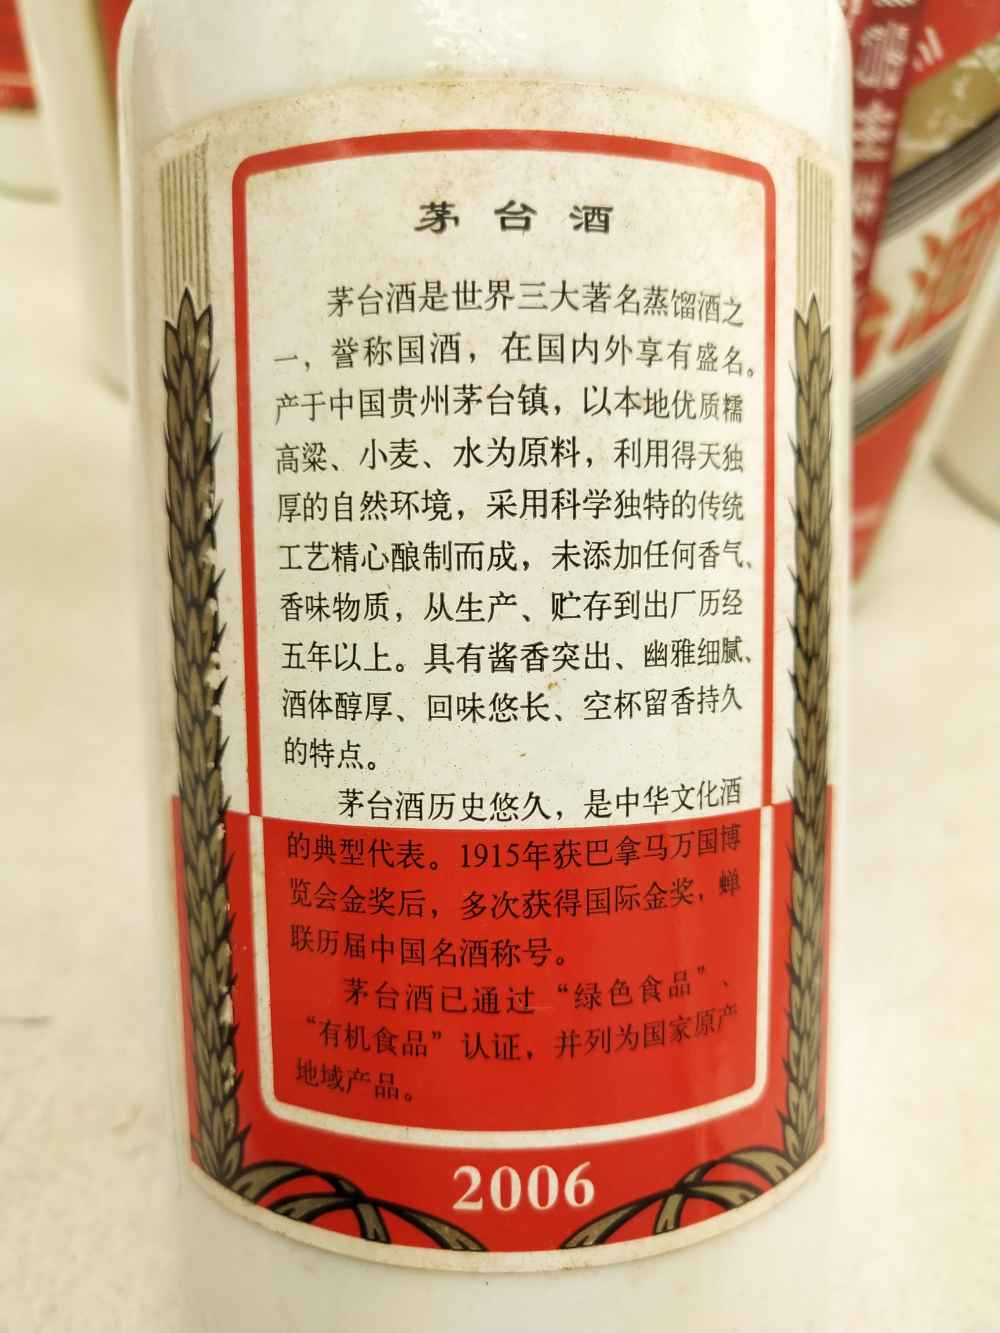 茅台酒
茅台酒是世界三大著名蒸馏酒之
一，誉称国酒，在国内外享有盛名。
产于中国贵州茅台镇，以本地优质糯
高粱、小麦、水为原料，利用得天独
厚的自然环境，采用科学独特的传统
工艺精心酿制而成，未添加任何香气、
香味物质，从生产、贮存到出厂历经
五年以上。具有酱香突出、幽雅细腻、
酒体醇厚、回味悠长、空杯留香持久
的特点。
茅台酒历史悠久，是中华文化酒
的典型代表。1915年获巴拿马万国博
览会金奖后，多次获得国际金奖，蝉
联历届中国名酒称号。
茅台酒已通过“绿色食品”、
“有机食品”认证，并列为国家原产
地域产品。
2006
酒